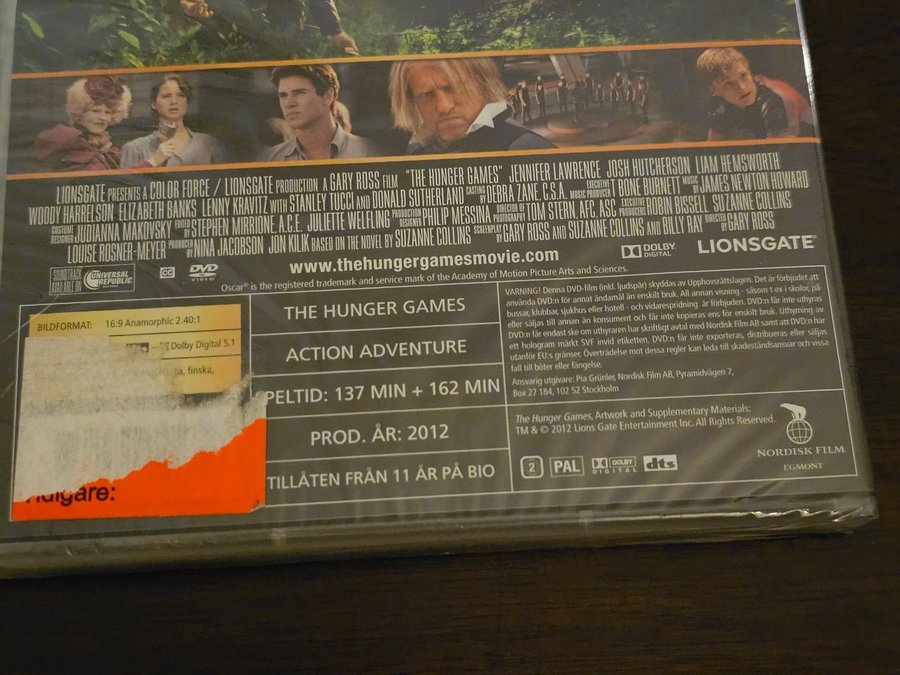 LIONSGATE PRESENTS A COLOR FORCE / LIONSGATE PRODUCTION A GARY ROSS FILM "THE HUNGER GAMES" JENNIFER LAWRENCE JOSH HUTCHERSON LIAM HEMSWORTH
WOODY HARRELSON ELIZABETH BANKS LENNY KRAVITZ WITH STANLEY TUCCI AND DONALD SUTHERLAND CASTING BY DEBRA ZANE, C.S.A. EXECUTIVE MUSIC PRODUCER T BONE BURNETT MUSIC BY JAMES NEWTON HOWARD
COSTUME DESIGNER JUDIANNA MAKOVSKY EDITED BY STEPHEN MIRRIONE, A.C.E. JULIETTE WELFLING PRODUCTION DESIGNER PHILIP MESSINA DIRECTOR OF PHOTOGRAPHY TOM STERN, AFC, ASC EXECUTIVE PRODUCERS ROBIN BISSELL SUZANNE COLLINS
LOUISE ROSNER-MEYER PRODUCED BY NINA JACOBSON JON KILIK BASED ON THE NOVEL BY SUZANNE COLLINS SCREENPLAY BY GARY ROSS AND SUZANNE COLLINS AND BILLY RAY DIRECTED BY GARY ROSS
SOUNDTRACK AVAILABLE ON UNIVERSAL REPUBLIC RECORDS CC DVD VIDEO www.thehungergamesmovie.com DOLBY DIGITAL LIONSGATE®
Oscar® is the registered trademark and service mark of the Academy of Motion Picture Arts and Sciences.
BILDFORMAT: 16:9 Anamorphic 2.40:1
Dolby Digital 5.1
finska,
idigare:
THE HUNGER GAMES
ACTION ADVENTURE
PELTID: 137 MIN + 162 MIN
PROD. ÅR: 2012
TILLÅTEN FRÅN 11 ÅR PÅ BIO
VARNING! Denna DVD-film (inkl. ljudspår) skyddas av Upphovsrättslagen. Det är förbjudet att
använda DVD:n för annat ändamål än enskilt bruk. All annan visning - såsom t ex i skolor, på
bussar, klubbar, sjukhus eller hotell - och vidarespridning är förbjuden. DVD:n får inte uthyras
eller säljas till annan än konsument och får inte kopieras ens för enskilt bruk. Uthyrning av
DVD:n får endast ske om uthyraren har skriftligt avtal med Nordisk Film AB samt att DVD:n har
ett hologram märkt SVF invid etiketten. DVD:n får inte exporteras, distribueras eller säljas
utanför EU:s gränser. Överträdelse mot dessa regler kan leda till skadeståndsansvar och vissa
fall till böter eller fängelse.
Ansvarig utgivare: Pia Grünler, Nordisk Film AB, Pyramidvägen 7,
Box 27 184, 102 52 Stockholm
The Hunger Games, Artwork and Supplementary Materials:
TM & © 2012 Lions Gate Entertainment Inc. All Rights Reserved.
2 PAL DOLBY DIGITAL dts
NORDISK FILM
EGMONT